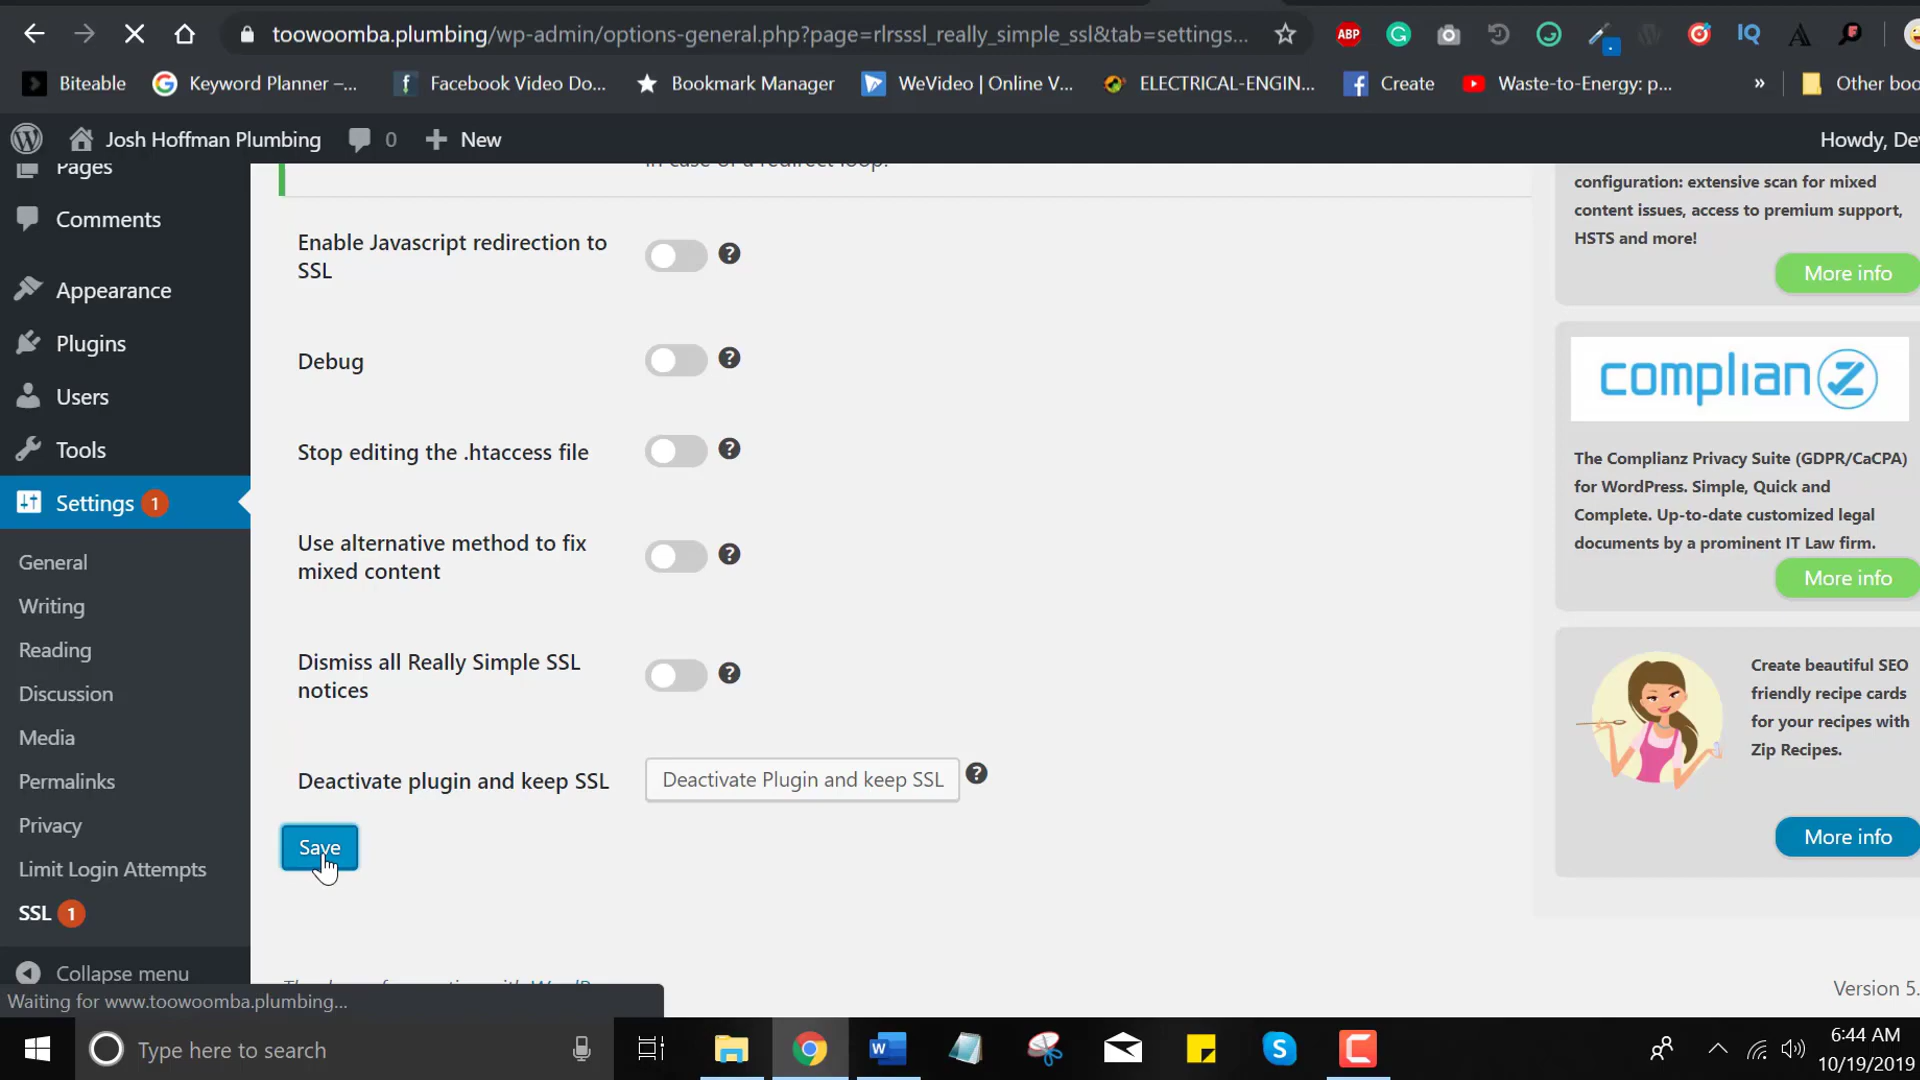 toowoomba.plumbing/wp-admin/options-general.php?page=rlrsssl_really_simple_ssl&tab=settings...
ABP
IQ
Biteable
Keyword Planner –...
Facebook Video Do...
Bookmark Manager
WeVideo | Online V...
ELECTRICAL-ENGIN...
Create
Waste-to-Energy: p...
»
Other boo
Josh Hoffman Plumbing
0
New
Howdy, De
Pages
Comments
Appearance
Plugins
Users
Tools
Settings 1
General
Writing
Reading
Discussion
Media
Permalinks
Privacy
Limit Login Attempts
SSL 1
Collapse menu
Waiting for www.toowoomba.plumbing...
in case of a redirect loop.
Enable Javascript redirection to
SSL
Debug
Stop editing the .htaccess file
Use alternative method to fix
mixed content
Dismiss all Really Simple SSL
notices
Deactivate plugin and keep SSL
Deactivate Plugin and keep SSL
Save
configuration: extensive scan for mixed
content issues, access to premium support,
HSTS and more!
More info
complianz
The Complianz Privacy Suite (GDPR/CaCPA)
for WordPress. Simple, Quick and
Complete. Up-to-date customized legal
documents by a prominent IT Law firm.
More info
Create beautiful SEO
friendly recipe cards
for your recipes with
Zip Recipes.
More info
Version 5.
Type here to search
6:44 AM
10/19/2019